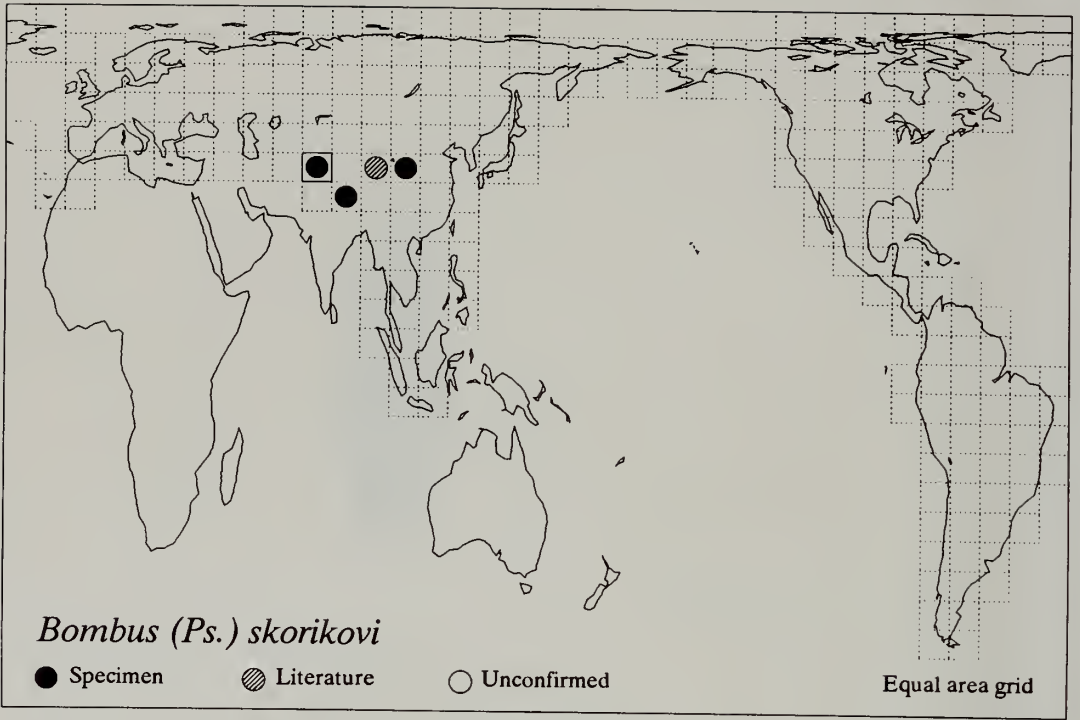 Bombus (Ps.) skorikovi
Specimen Literature Unconfirmed
Equal area grid